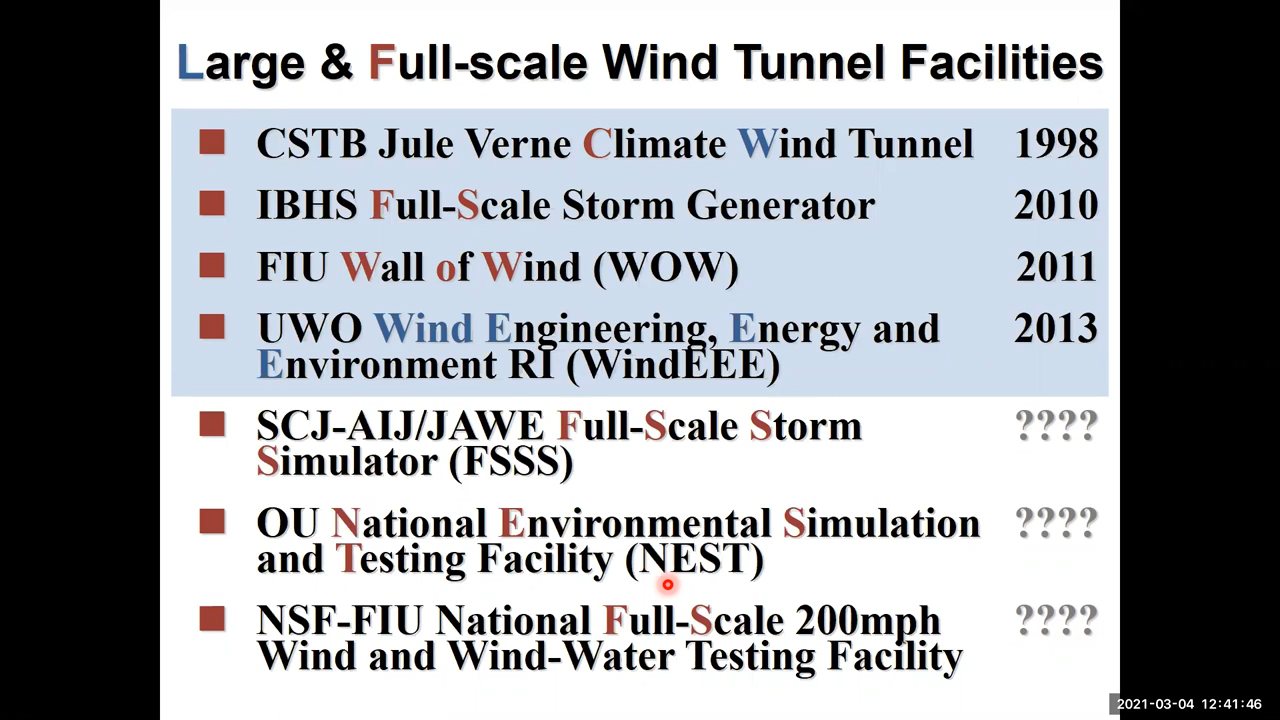 Large & Full-scale Wind Tunnel Facilities
CSTB Jule Verne Climate Wind Tunnel 1998
IBHS Full-Scale Storm Generator 2010
FIU Wall of Wind (WOW) 2011
UWO Wind Engineering, Energy and 2013
Environment RI (WindEEE)
SCJ-AIJ/JAWE Full-Scale Storm ????
Simulator (FSSS)
OU National Environmental Simulation ????
and Testing Facility (NEST)
NSF-FIU National Full-Scale 200mph ????
Wind and Wind-Water Testing Facility
2021-03-04 12:41:46